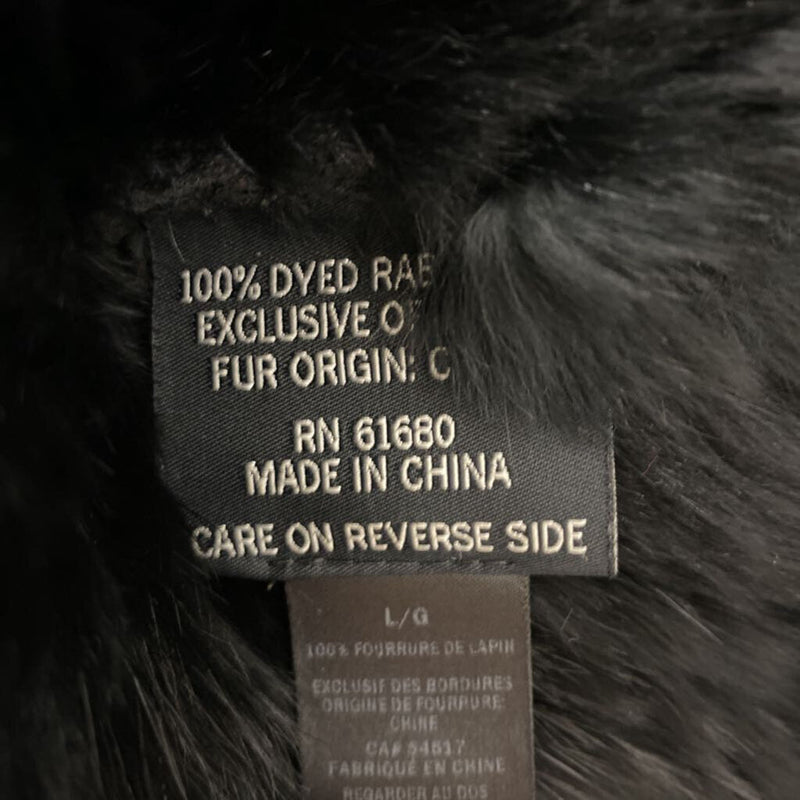 100% DYED RAB
EXCLUSIVE O
FUR ORIGIN: C
RN 61680
MADE IN CHINA
CARE ON REVERSE SIDE
L/G
100% FOURRURE DE LAPIN
EXCLUSIF DES BORDURES
ORIGINE DE FOURRURE:
CHINE
CA# 54517
FABRIQUÉ EN CHINE
REGARDER AU DOS